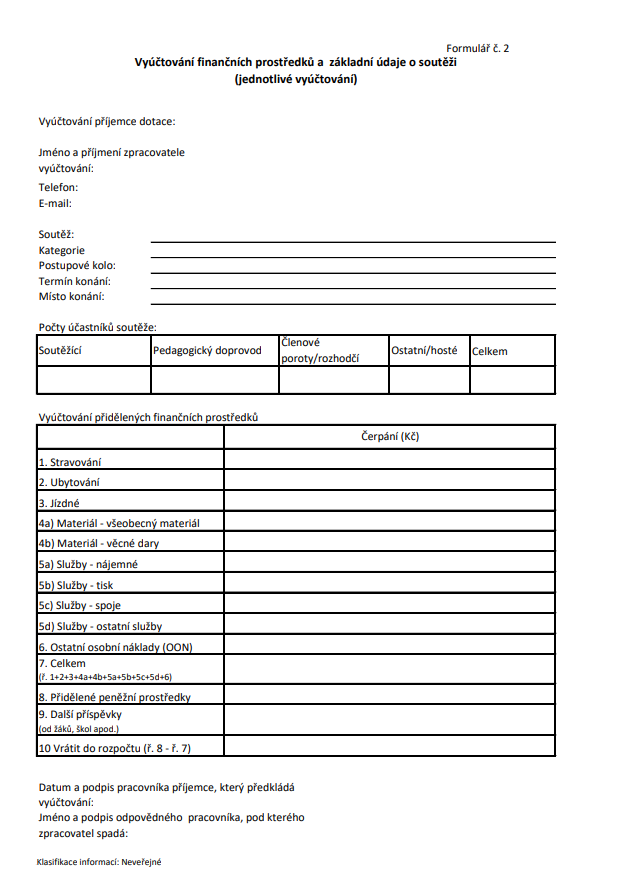 Formulář č. 2
Vyúčtování finančních prostředků a základní údaje o soutěži
(jednotlivé vyúčtování)
Vyúčtování příjemce dotace:
Jméno a příjmení zpracovatele
vyúčtování:
Telefon:
E-mail:
Soutěž:
Kategorie
Postupové kolo:
Termín konání:
Místo konání:
Počty účastníků soutěže:
Soutěžící Pedagogický doprovod Členové poroty/rozhodčí Ostatní/hosté Celkem
Vyúčtování přidělených finančních prostředků
Čerpání (Kč)
1. Stravování
2. Ubytování
3. Jízdné
4a) Materiál - všeobecný materiál
4b) Materiál - věcné dary
5a) Služby - nájemné
5b) Služby - tisk
5c) Služby - spoje
5d) Služby - ostatní služby
6. Ostatní osobní náklady (OON)
7. Celkem
(ř. 1+2+3+4a+4b+5a+5b+5c+5d+6)
8. Přidělené peněžní prostředky
9. Další příspěvky
(od žáků, škol apod.)
10 Vrátit do rozpočtu (ř. 8 - ř. 7)
Datum a podpis pracovníka příjemce, který předkládá
vyúčtování:
Jméno a podpis odpovědného pracovníka, pod kterého
zpracovatel spadá:
Klasifikace informací: Neveřejné